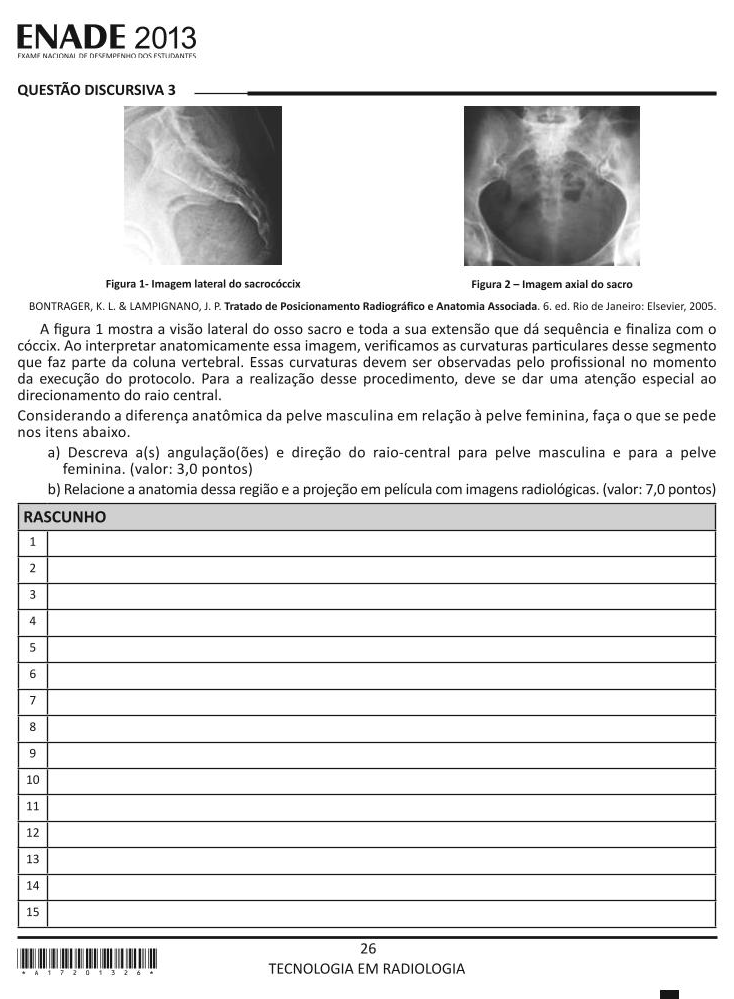 ENADE 2013
EXAME NACIONAL DE DESEMPENHO DOS ESTUDANTES
QUESTÃO DISCURSIVA 3
Figura 1- Imagem lateral do sacrocóccix
Figura 2 – Imagem axial do sacro
BONTRAGER, K. L. & LAMPIGNANO, J. P. Tratado de Posicionamento Radiográfico e Anatomia Associada. 6. ed. Rio de Janeiro: Elsevier, 2005.
A figura 1 mostra a visão lateral do osso sacro e toda a sua extensão que dá sequência e finaliza com o
cóccix. Ao interpretar anatomicamente essa imagem, verificamos as curvaturas particulares desse segmento
que faz parte da coluna vertebral. Essas curvaturas devem ser observadas pelo profissional no momento
da execução do protocolo. Para a realização desse procedimento, deve se dar uma atenção especial ao
direcionamento do raio central.
Considerando a diferença anatômica da pelve masculina em relação à pelve feminina, faça o que se pede
nos itens abaixo.
a) Descreva a(s) angulação(ões) e direção do raio-central para pelve masculina e para a pelve
feminina. (valor: 3,0 pontos)
b) Relacione a anatomia dessa região e a projeção em película com imagens radiológicas. (valor: 7,0 pontos)
RASCUNHO
1
2
3
4
5
6
7
8
9
10
11
12
13
14
15
26
TECNOLOGIA EM RADIOLOGIA
* A 1 7 2 0 1 3 2 6 *